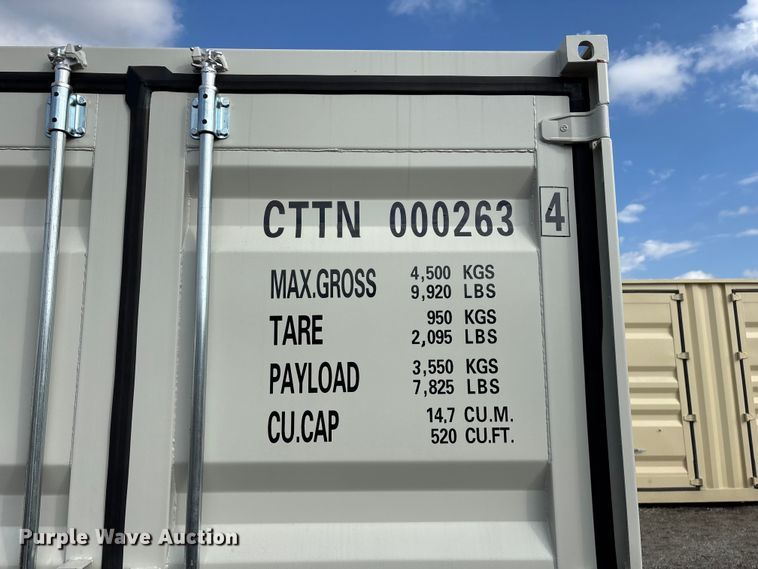 CTTN 000263 4
MAX.GROSS 4,500 KGS
9,920 LBS
TARE 950 KGS
2,095 LBS
PAYLOAD 3,550 KGS
7,825 LBS
CU.CAP 14,7 CU.M.
520 CU.FT.
Purple Wave Auction